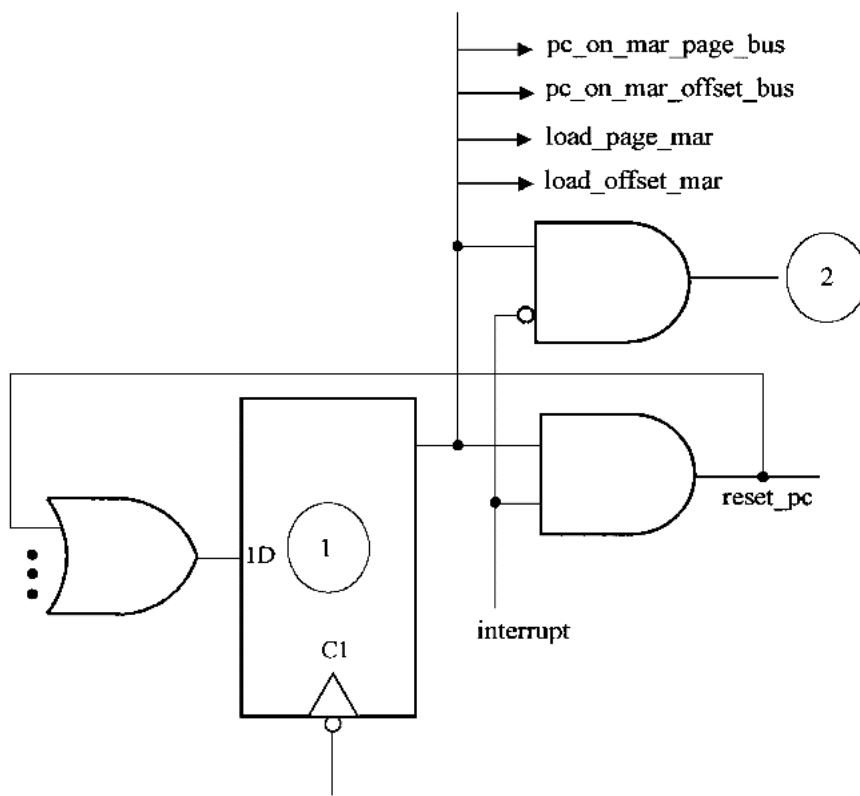 pc_on_mar_page_bus
pc_on_mar_offset_bus
load_page_mar
load_offset_mar
2
reset_pc
1D
1
interrupt
C1